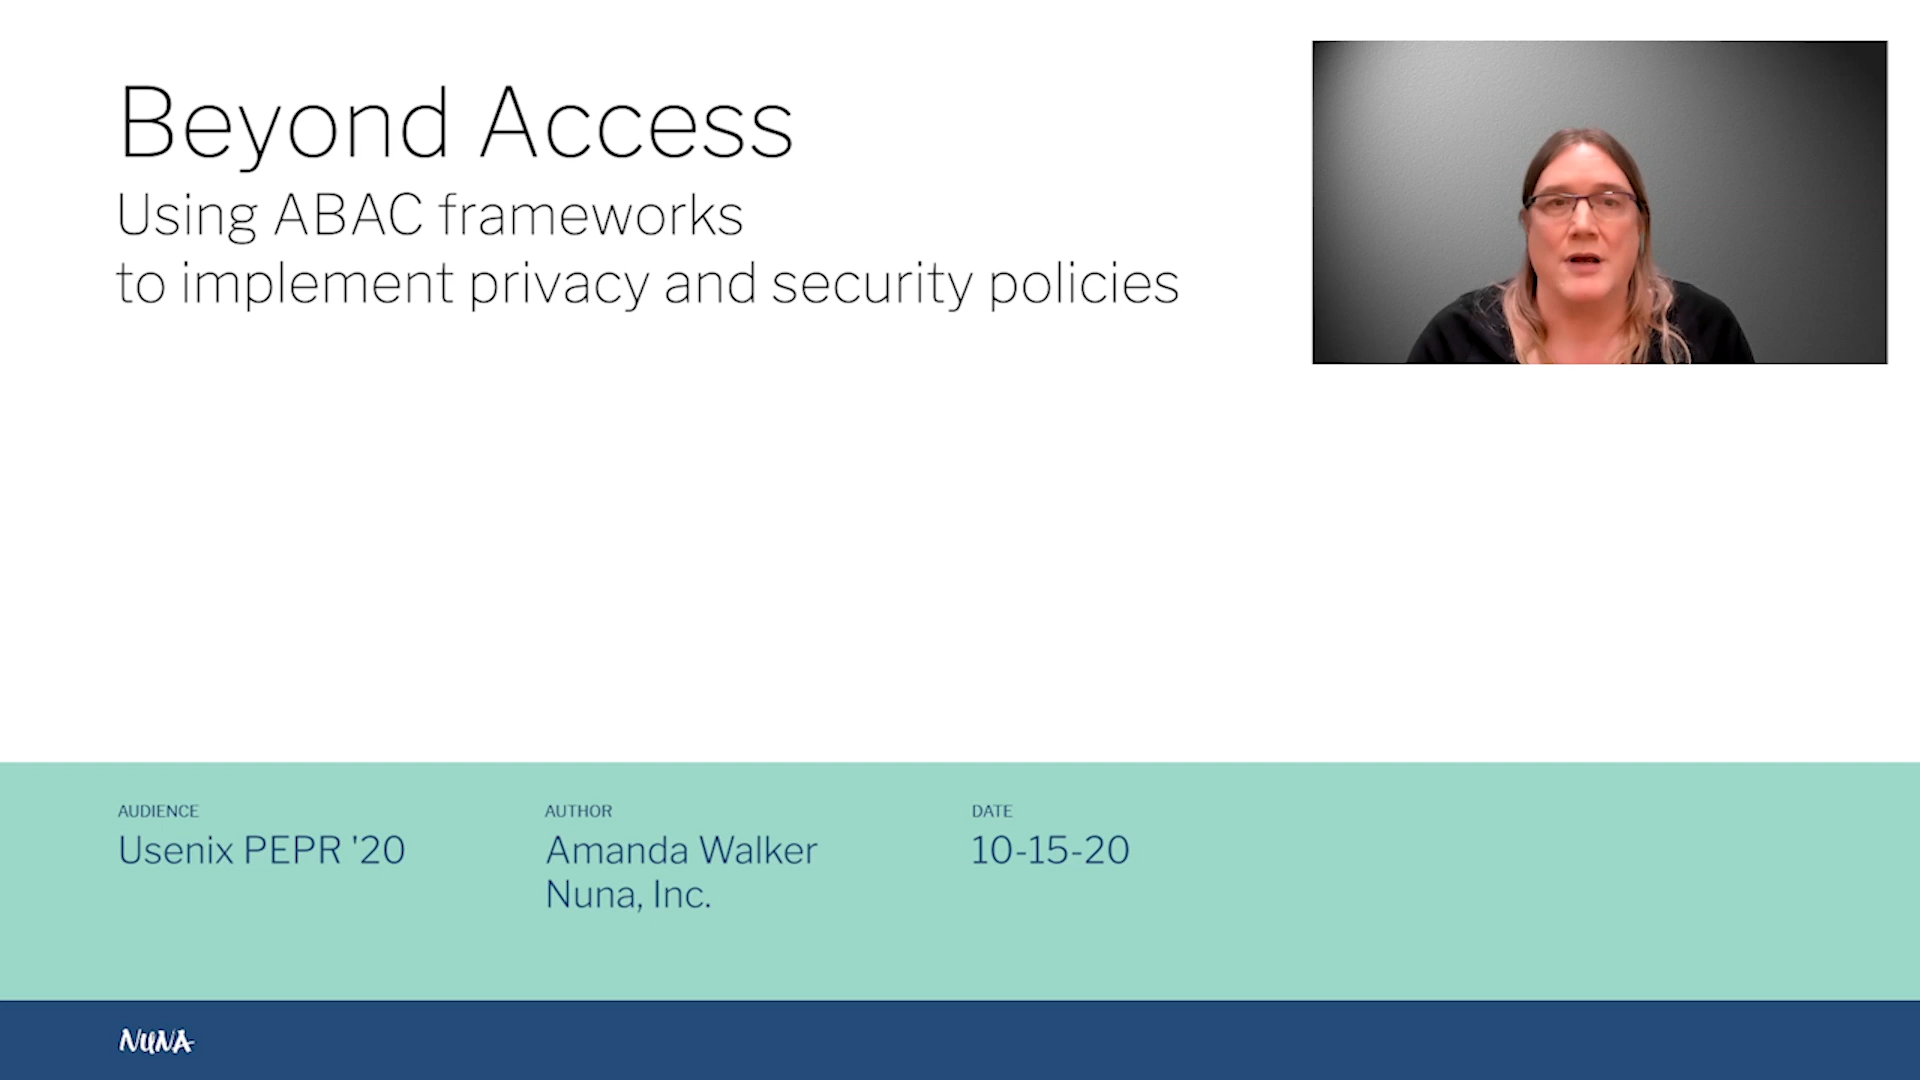 Beyond Access
Using ABAC frameworks
to implement privacy and security policies
AUDIENCE
Usenix PEPR '20
AUTHOR
Amanda Walker
Nuna, Inc.
DATE
10-15-20
NUNA